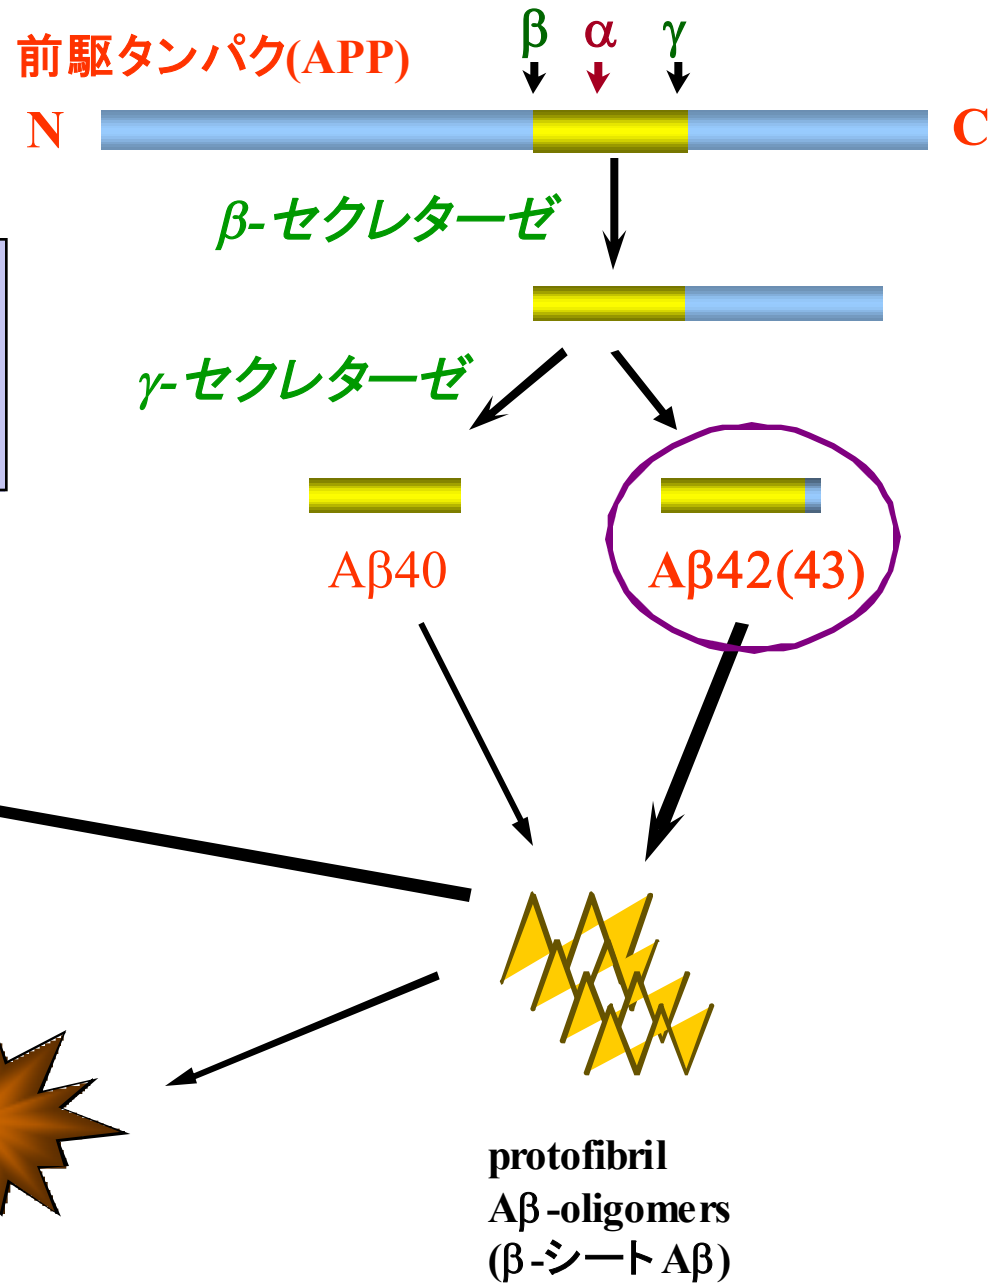 β α γ
前駆タンパク(APP)
N C
β-セクレターゼ
γ-セクレターゼ
Aβ40 Aβ42(43)
protofibril
Aβ-oligomers
(β-シートAβ)